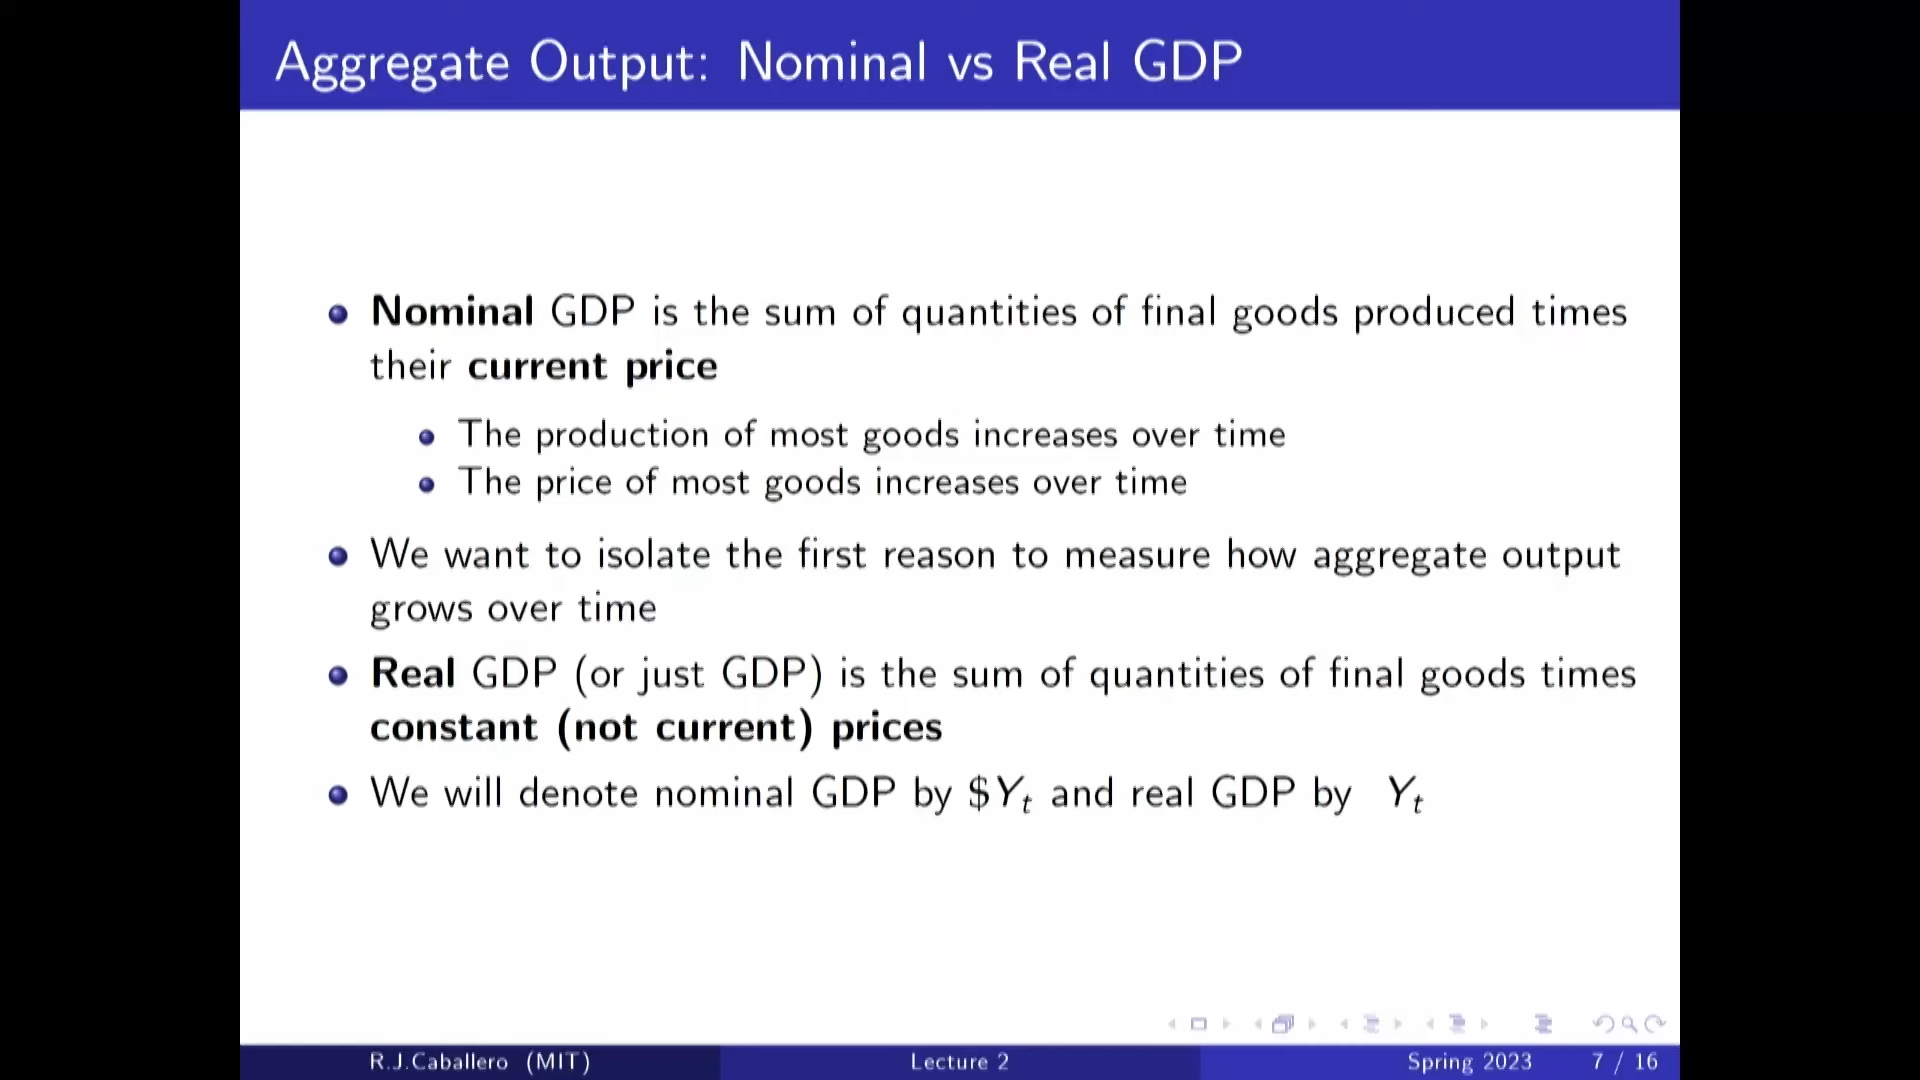 Aggregate Output: Nominal vs Real GDP
Nominal GDP is the sum of quantities of final goods produced times
their current price
The production of most goods increases over time
The price of most goods increases over time
We want to isolate the first reason to measure how aggregate output
grows over time
Real GDP (or just GDP) is the sum of quantities of final goods times
constant (not current) prices
We will denote nominal GDP by $Yₜ and real GDP by Yₜ
R.J.Caballero (MIT) Lecture 2 Spring 2023 7 / 16